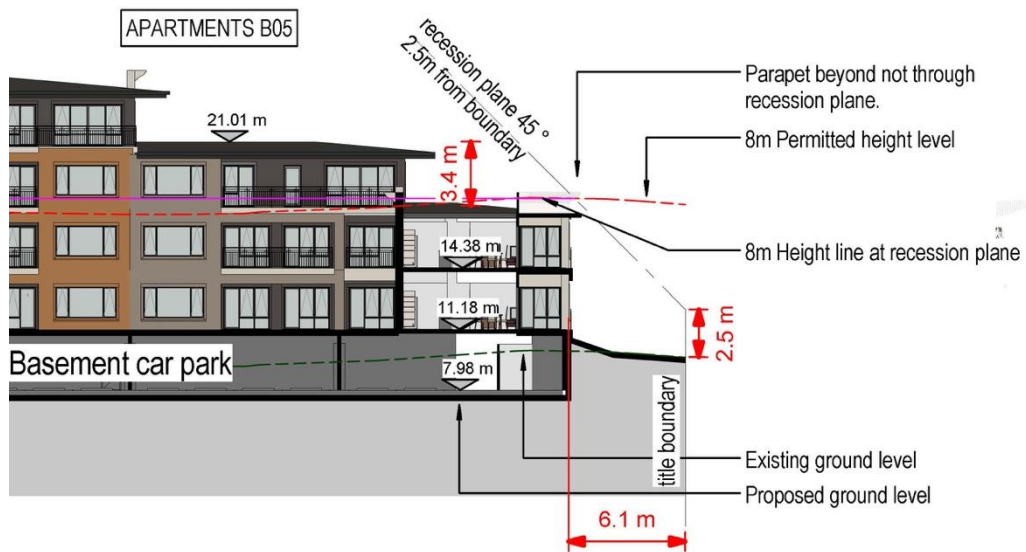 APARTMENTS B05
recession plane 45 °
2.5m from boundary
Parapet beyond not through
recession plane.
8m Permitted height level
21.01 m
3.4 m
8m Height line at recession plane
14.38 m
11.18 m
2.5 m
Basement car park
7.98 m
title boundary
Existing ground level
Proposed ground level
6.1 m